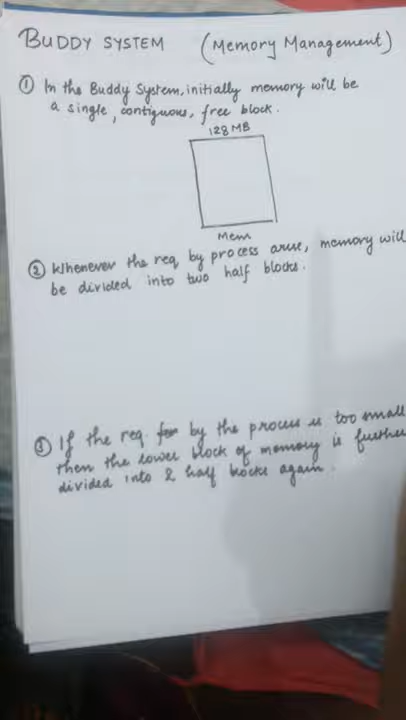 BUDDY SYSTEM (Memory Management)
① In the Buddy System, initially memory will be
a single, contiguous, free block.
128 MB
Mem
② Whenever the req by process arise, memory will
be divided into two half blocks.
③ If the req. for by the process is too small
then the lower block of memory is further
divided into 2 half blocks again.